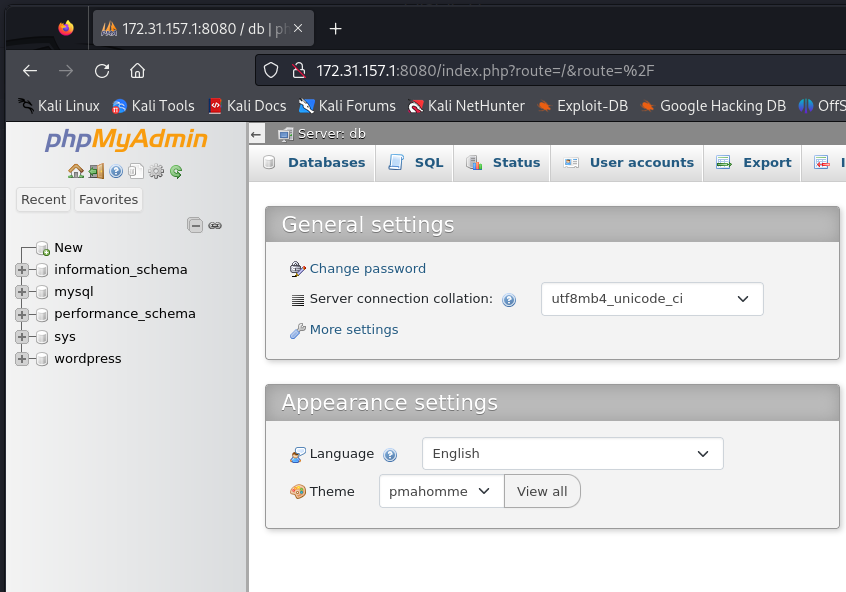 172.31.157.1:8080 / db | ph
172.31.157.1:8080/index.php?route=/&route=%2F
Kali Linux Kali Tools Kali Docs Kali Forums Kali NetHunter Exploit-DB Google Hacking DB OffS
phpMyAdmin
Server: db
Databases SQL Status User accounts Export
Recent Favorites
General settings
New
information_schema
mysql
performance_schema
sys
wordpress
Change password
Server connection collation: utf8mb4_unicode_ci
More settings
Appearance settings
Language English
Theme pmahomme View all